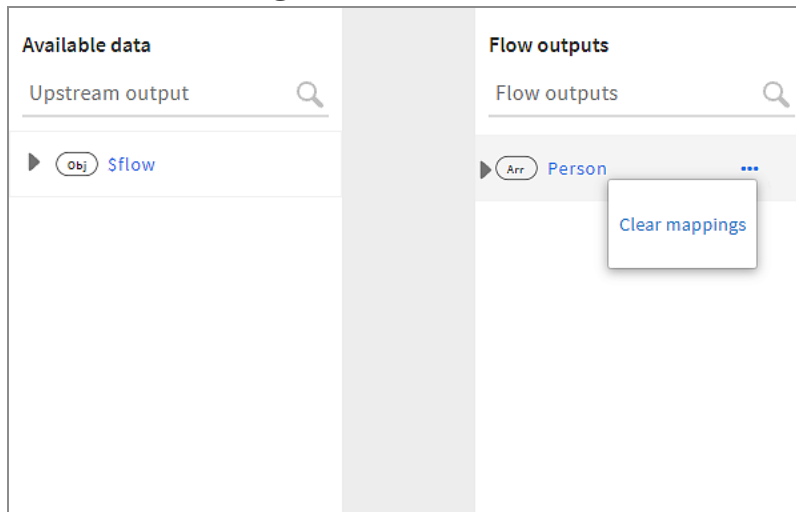 Available data
Upstream output
Obj $flow
Flow outputs
Flow outputs
Arr Person
Clear mappings